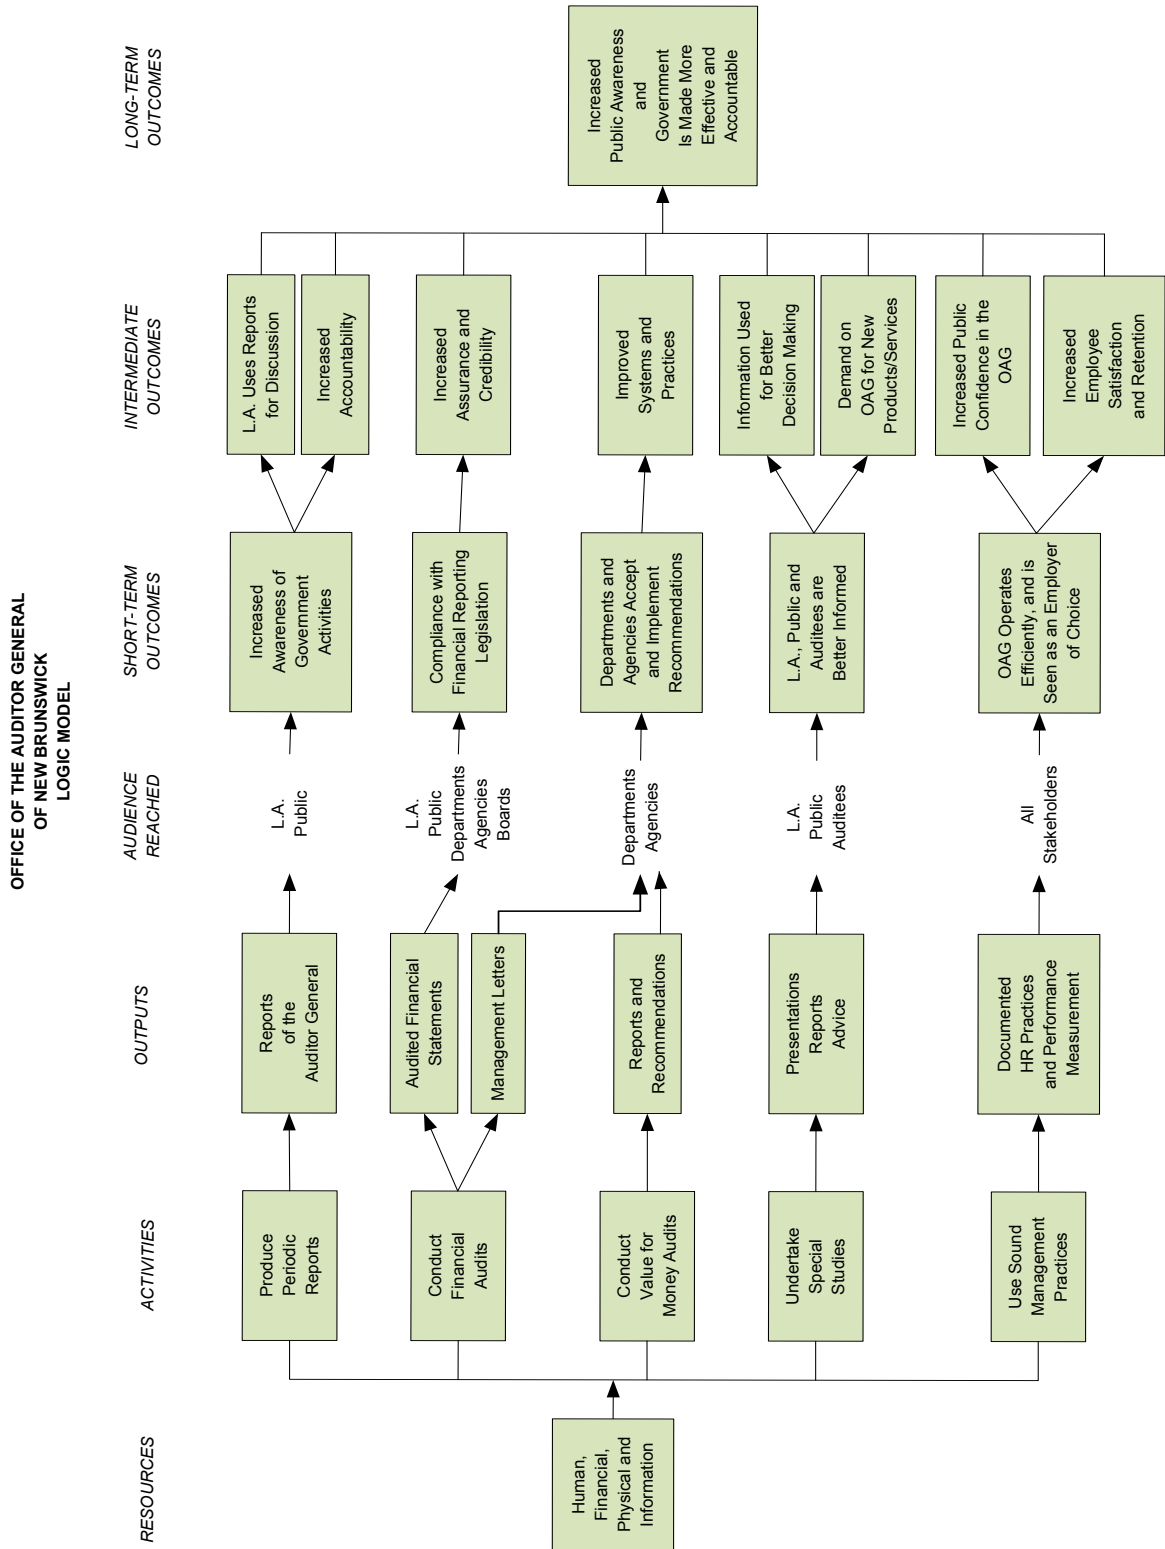 OFFICE OF THE AUDITOR GENERAL
OF NEW BRUNSWICK
LOGIC MODEL
RESOURCES
ACTIVITIES
OUTPUTS
AUDIENCE
REACHED
SHORT-TERM
OUTCOMES
INTERMEDIATE
OUTCOMES
LONG-TERM
OUTCOMES
Human,
Financial,
Physical and
Information
Produce
Periodic
Reports
Reports
of the
Auditor General
L.A.
Public
Increased
Awareness of
Government
Activities
L.A. Uses Reports
for Discussion
Increased
Accountability
Conduct
Financial
Audits
Audited Financial
Statements
Management Letters
L.A.
Public
Departments
Agencies
Boards
Compliance with
Financial Reporting
Legislation
Increased
Assurance and
Credibility
Conduct
Value for
Money Audits
Reports and
Recommendations
Departments
Agencies
Departments and
Agencies Accept
and Implement
Recommendations
Improved
Systems and
Practices
Undertake
Special
Studies
Presentations
Reports
Advice
L.A.
Public
Auditees
L.A., Public and
Auditees are
Better Informed
Information Used
for Better
Decision Making
Demand on
OAG for New
Products/Services
Use Sound
Management
Practices
Documented
HR Practices
and Performance
Measurement
All
Stakeholders
OAG Operates
Efficiently, and is
Seen as an Employer
of Choice
Increased Public
Confidence in the
OAG
Increased
Employee
Satisfaction
and Retention
Increased
Public Awareness
and
Government
Is Made More
Effective and
Accountable